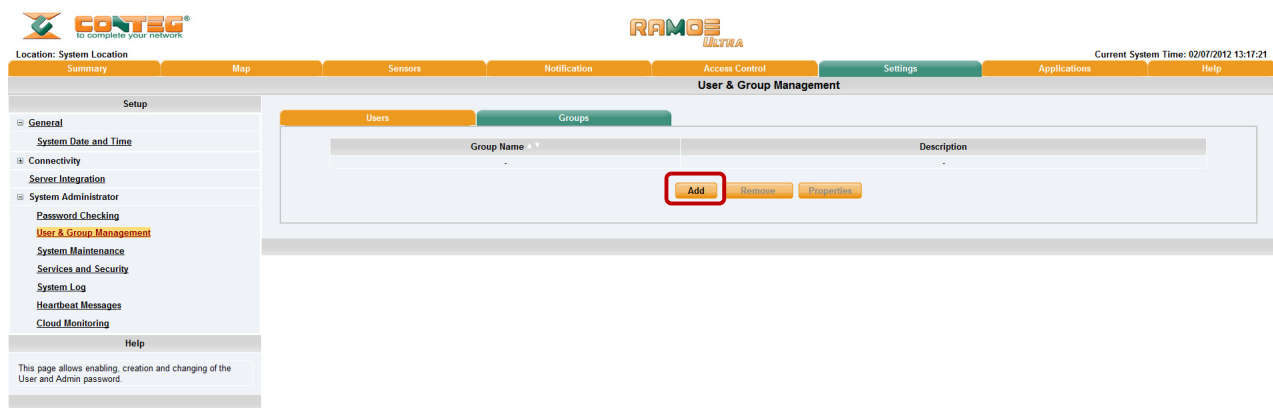 CONTEG®
to complete your network
RAMOS
ULTRA
Location: System Location
Current System Time: 02/07/2012 13:17:21
Summary Map Sensors Notification Access Control Settings Applications Help
User & Group Management
Setup
General
System Date and Time
Connectivity
Server Integration
System Administrator
Password Checking
User & Group Management
System Maintenance
Services and Security
System Log
Heartbeat Messages
Cloud Monitoring
Help
This page allows enabling, creation and changing of the
User and Admin password.
Users Groups
Group Name Description
- -
Add Remove Properties